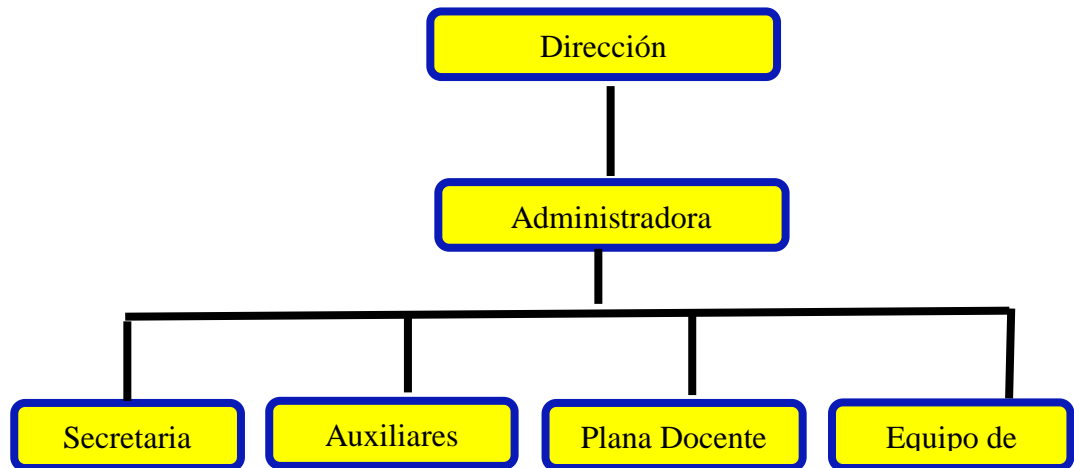 Dirección
Administradora
Secretaria
Auxiliares
Plana Docente
Equipo de